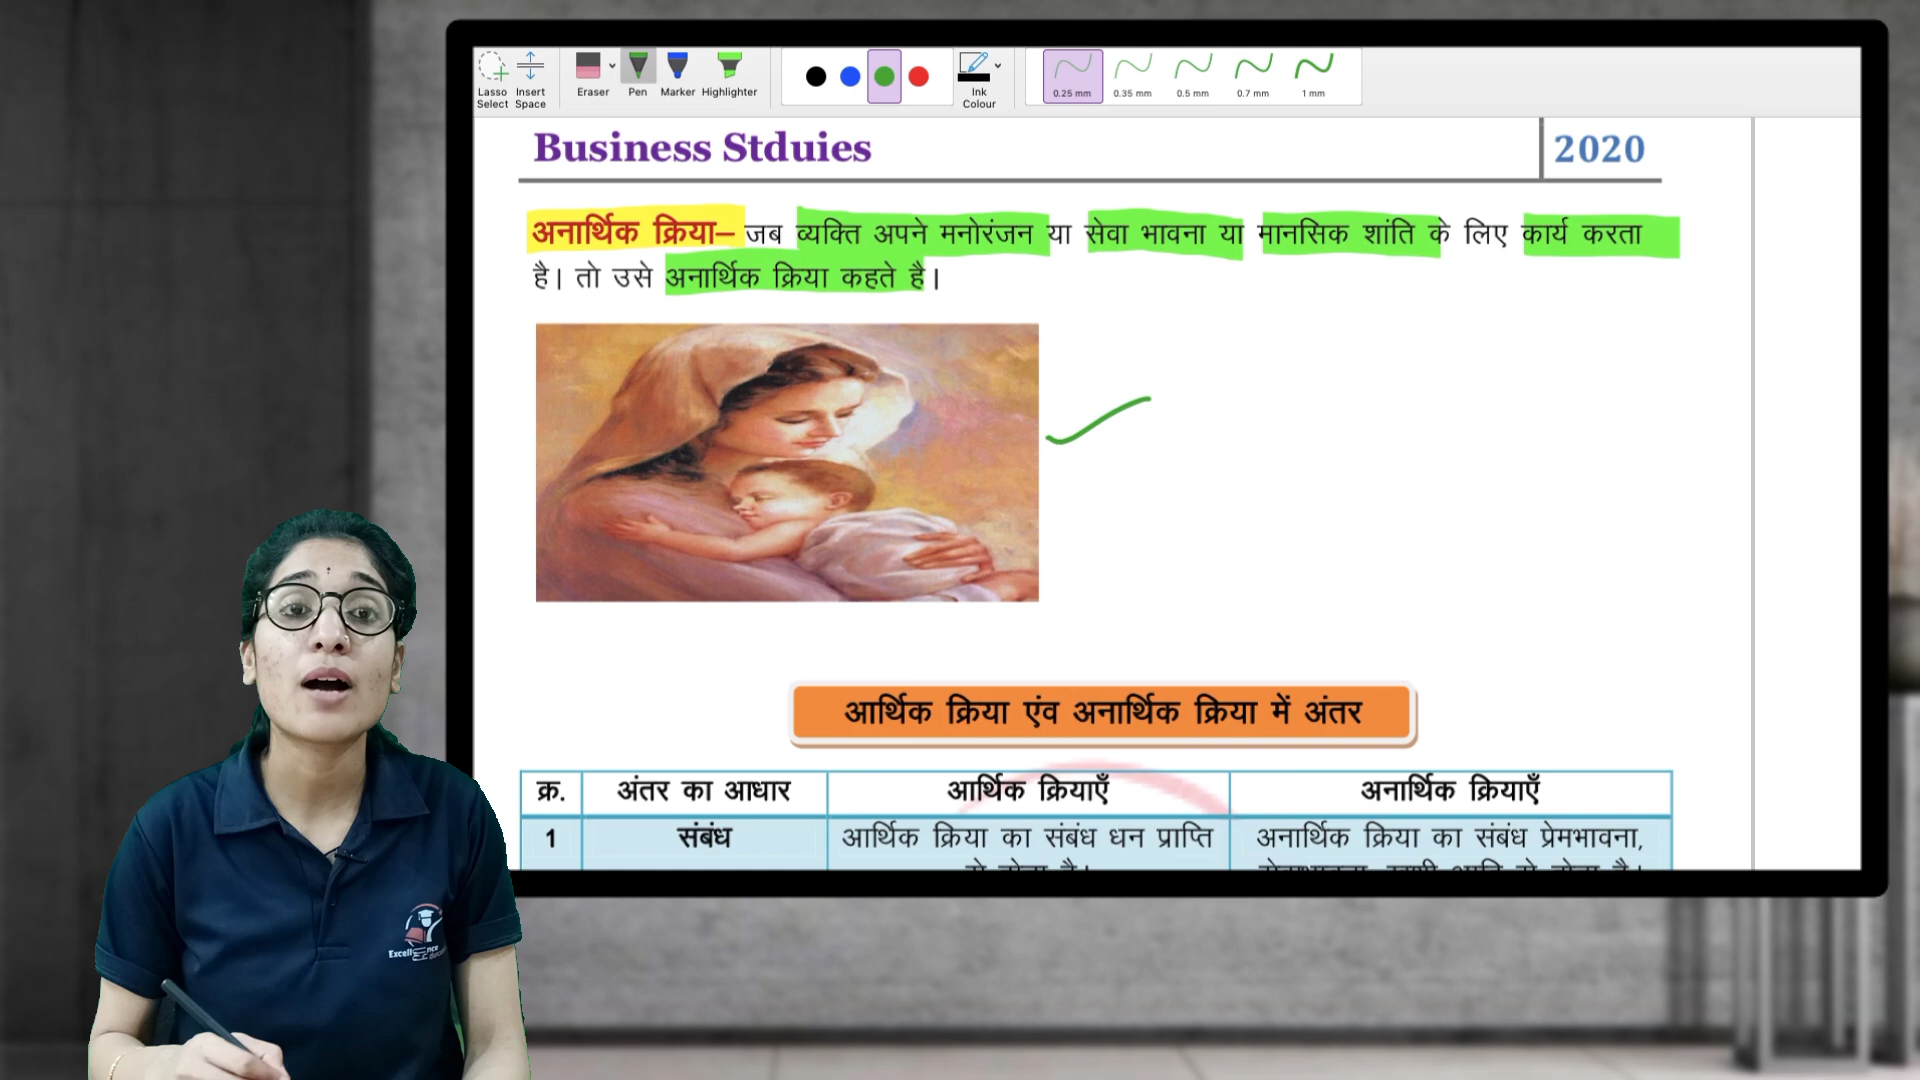 Lasso Select
Insert Space
Eraser
Pen
Marker
Highlighter
Ink Colour
0.25 mm
0.35 mm
0.5 mm
0.7 mm
1 mm
Business Stduies
2020
अनार्थिक क्रिया– जब व्यक्ति अपने मनोरंजन या सेवा भावना या मानसिक शांति के लिए कार्य करता
है। तो उसे अनार्थिक क्रिया कहते है।
आर्थिक क्रिया एंव अनार्थिक क्रिया में अंतर
क्र. अंतर का आधार आर्थिक क्रियाएँ अनार्थिक क्रियाएँ
1 संबंध आर्थिक क्रिया का संबंध धन प्राप्ति अनार्थिक क्रिया का संबंध प्रेमभावना,